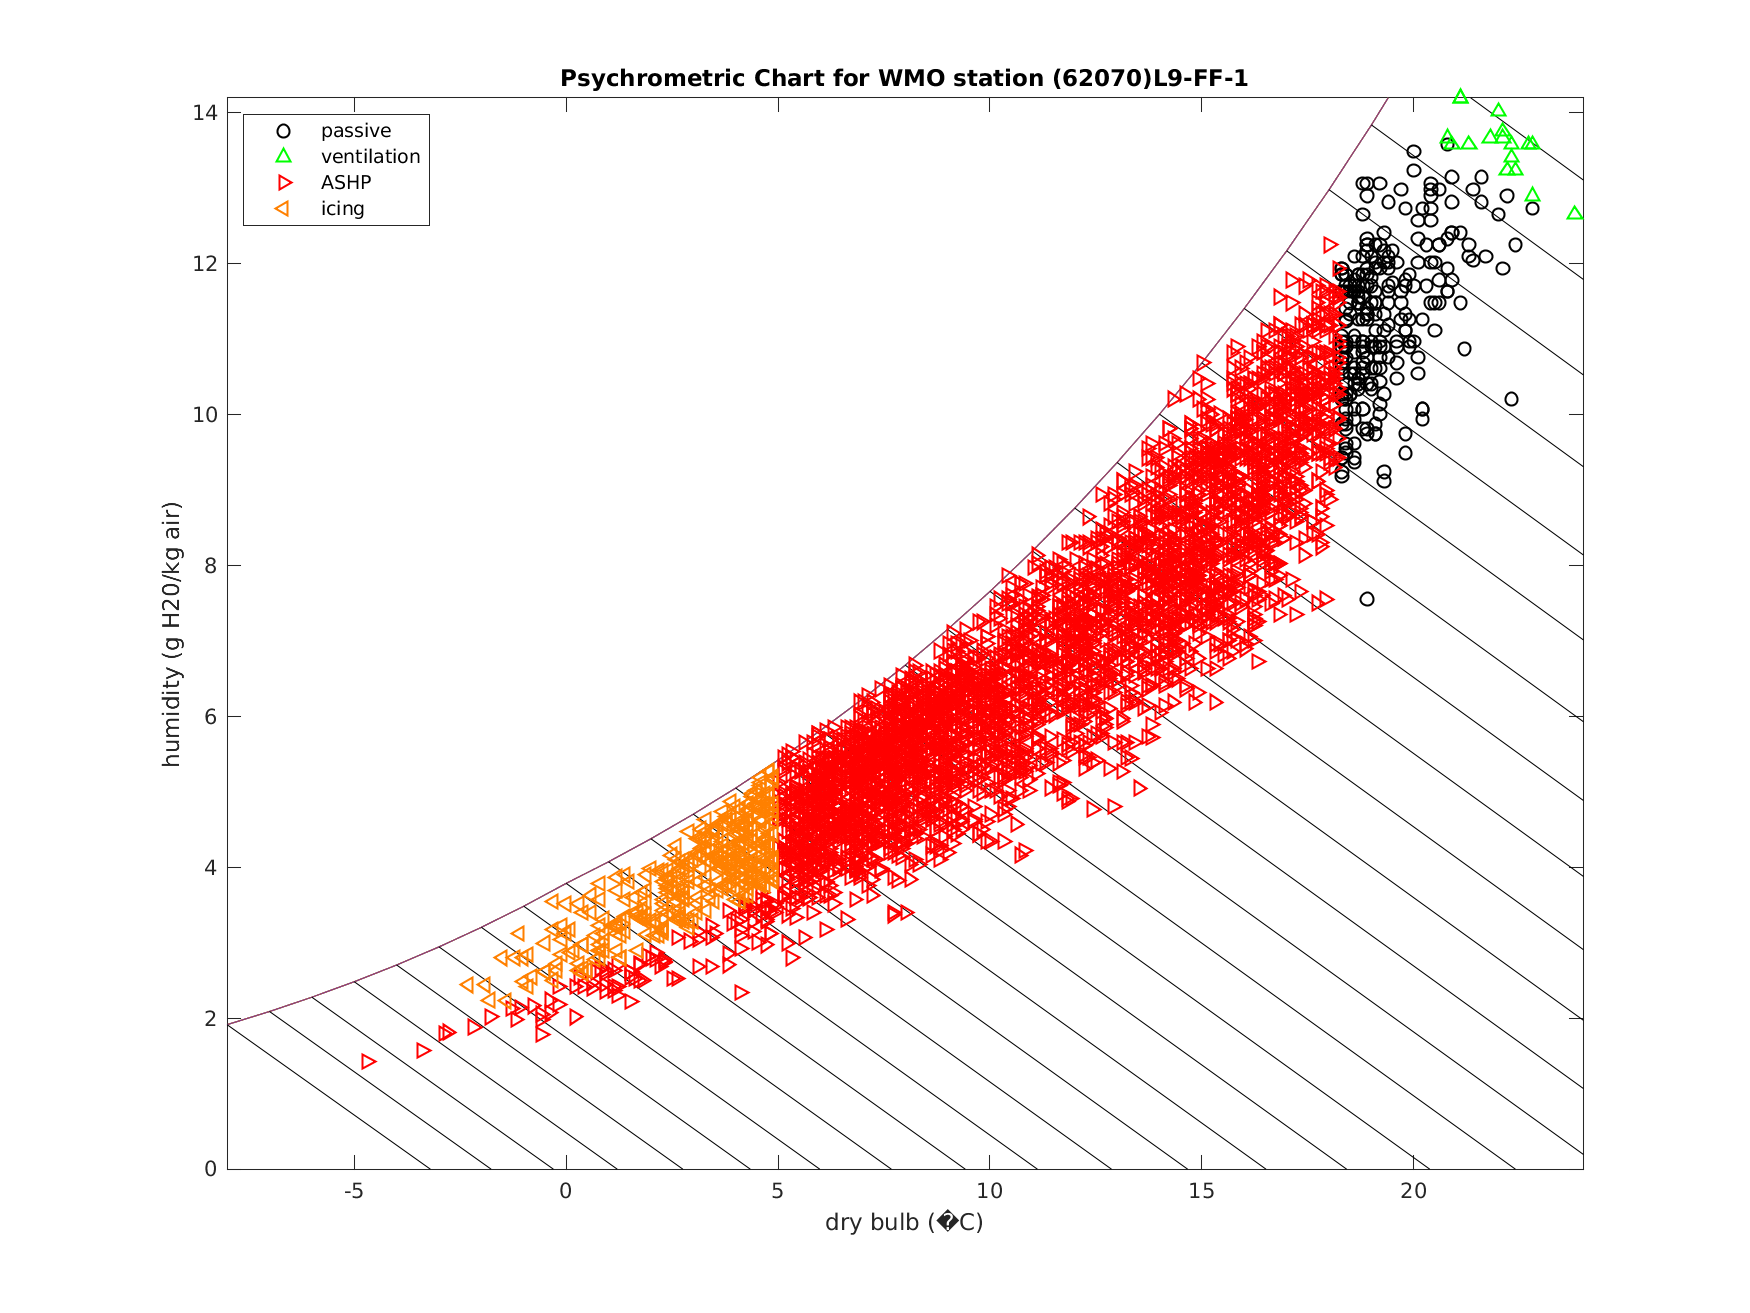 Psychrometric Chart for WMO station (62070)L9-FF-1
passive
ventilation
ASHP
icing
humidity (g H20/kg air)
14
12
10
8
6
4
2
0
-5
0
5
10
15
20
dry bulb (�C)